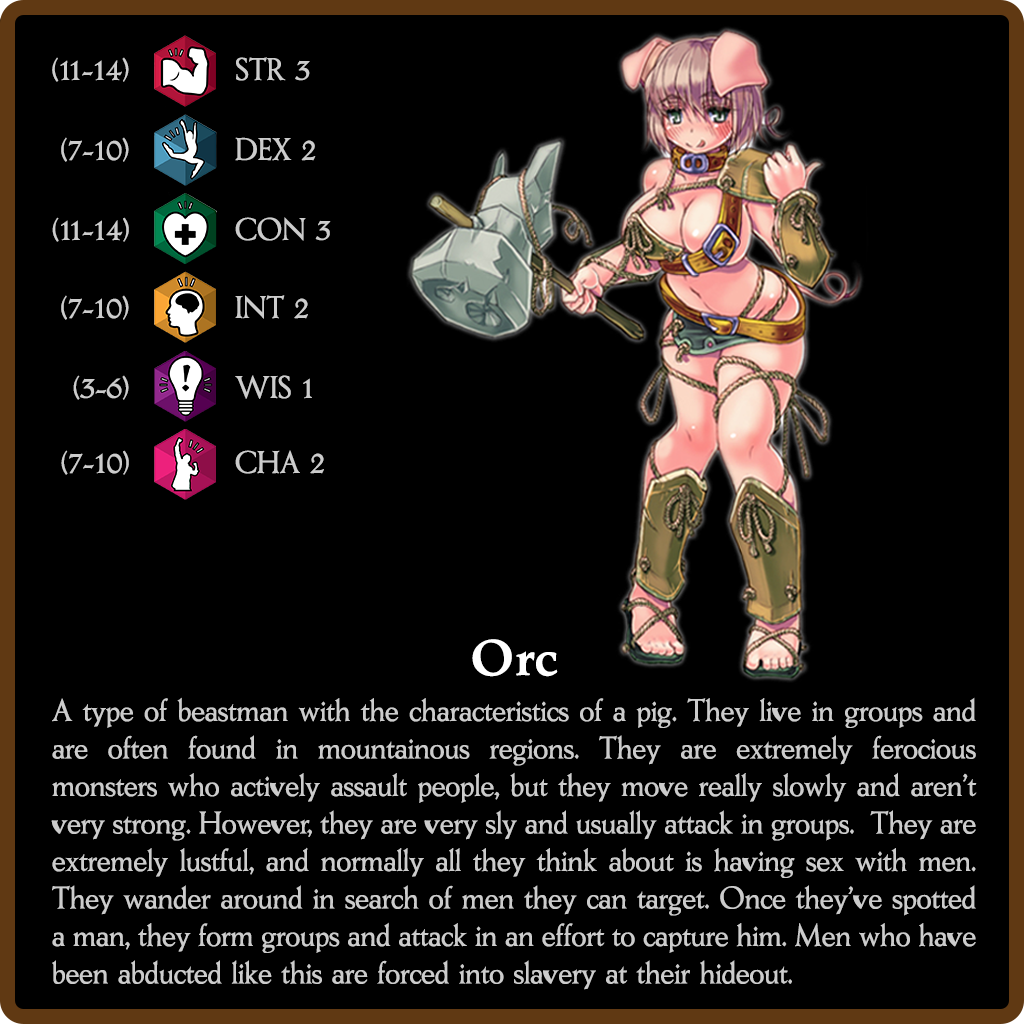 (11-14) STR 3
(7-10) DEX 2
(11-14) CON 3
(7-10) INT 2
(3-6) WIS 1
(7-10) CHA 2
Orc
A type of beastman with the characteristics of a pig. They live in groups and
are often found in mountainous regions. They are extremely ferocious
monsters who actively assault people, but they move really slowly and aren't
very strong. However, they are very sly and usually attack in groups. They are
extremely lustful, and normally all they think about is having sex with men.
They wander around in search of men they can target. Once they've spotted
a man, they form groups and attack in an effort to capture him. Men who have
been abducted like this are forced into slavery at their hideout.